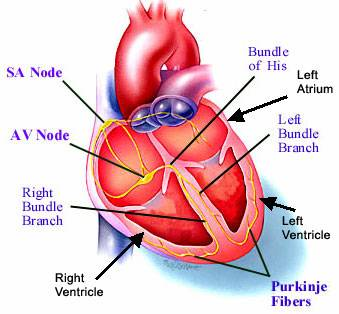 Bundle
of His
SA Node
Left
Atrium
AV Node
Left
Bundle
Branch
Right
Bundle
Branch
Left
Ventricle
Right
Ventricle
Purkinje
Fibers